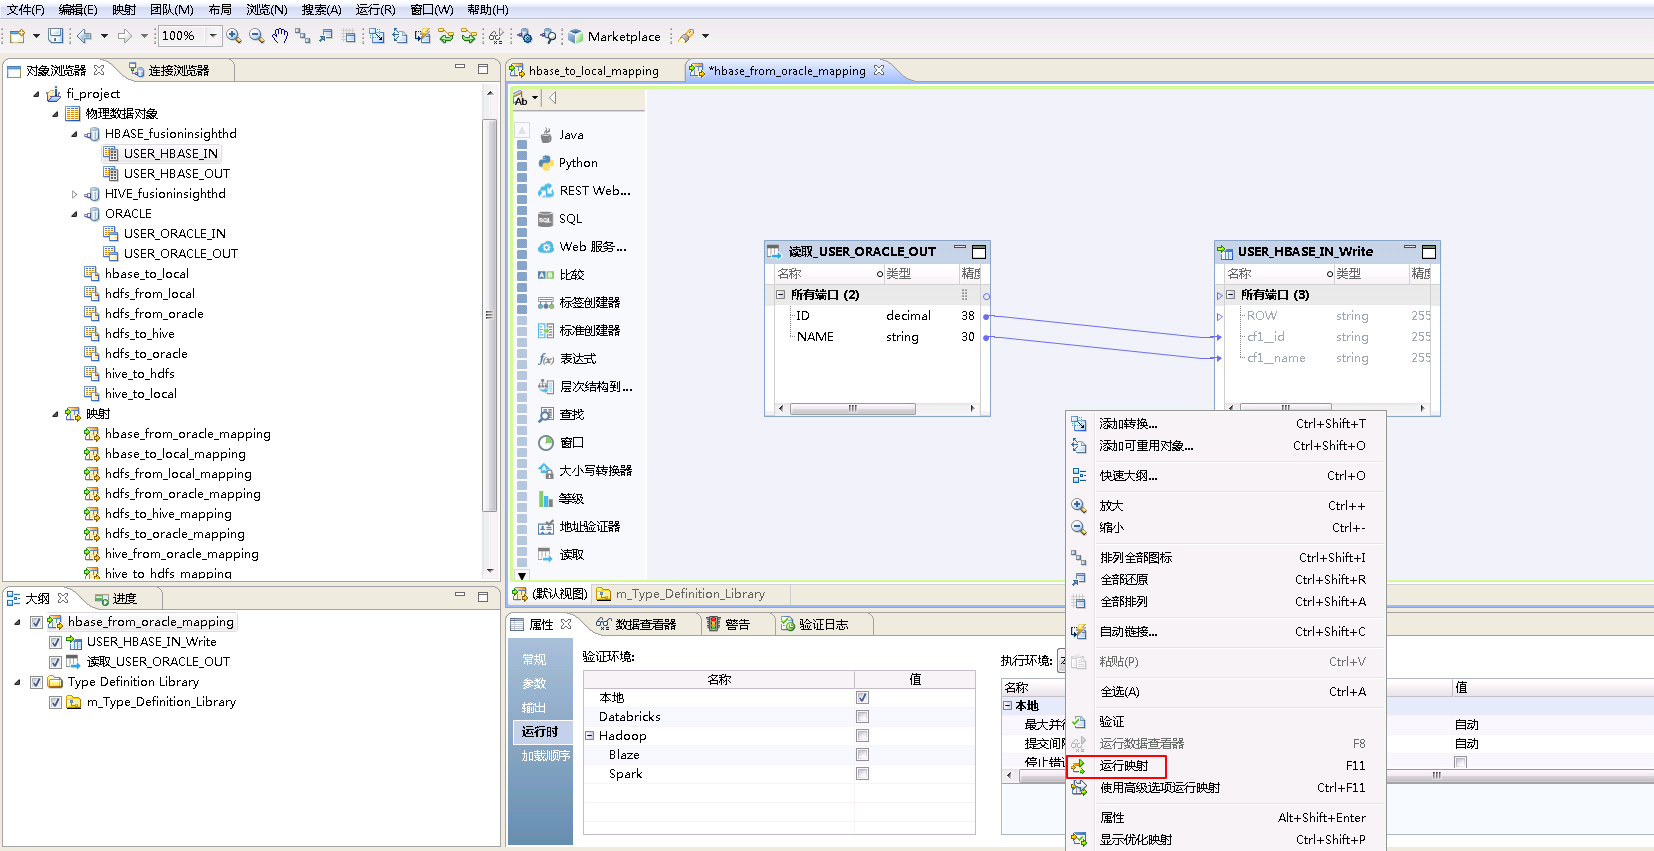 文件(F) 编辑(E) 映射 团队(M) 布局 浏览(N) 搜索(A) 运行(R) 窗口(W) 帮助(H)
100% Marketplace
对象浏览器 连接浏览器
fi_project
物理数据对象
HBASE_fusioninsighthd
USER_HBASE_IN
USER_HBASE_OUT
HIVE_fusioninsighthd
ORACLE
USER_ORACLE_IN
USER_ORACLE_OUT
hbase_to_local
hdfs_from_local
hdfs_from_oracle
hdfs_to_hive
hdfs_to_oracle
hive_to_hdfs
hive_to_local
映射
hbase_from_oracle_mapping
hbase_to_local_mapping
hdfs_from_local_mapping
hdfs_from_oracle_mapping
hdfs_to_hive_mapping
hdfs_to_oracle_mapping
hive_from_oracle_mapping
hive_to_hdfs_mapping
大纲 进度
hbase_from_oracle_mapping
USER_HBASE_IN_Write
读取_USER_ORACLE_OUT
Type Definition Library
m_Type_Definition_Library
hbase_to_local_mapping *hbase_from_oracle_mapping
Ab
Java
Python
REST Web...
SQL
Web 服务...
比较
标签创建器
标准创建器
表达式
层次结构到...
查找
窗口
大小写转换器
等级
地址验证器
读取
读取_USER_ORACLE_OUT
名称 类型 精度
所有端口 (2)
ID decimal 38
NAME string 30
USER_HBASE_IN_Write
名称 类型 精度
所有端口 (3)
ROW string 255
cf1__id string 255
cf1__name string 255
(默认视图) m_Type_Definition_Library
属性 数据查看器 警告 验证日志
常规
参数
输出
运行时
加载顺序
验证环境:
名称 值
本地
Databricks
Hadoop
Blaze
Spark
执行环境:
名称 值
本地
最大并行 自动
提交间隔 自动
停止错误
添加转换... Ctrl+Shift+T
添加可重用对象... Ctrl+Shift+O
快速大纲... Ctrl+O
放大 Ctrl++
缩小 Ctrl+-
排列全部图标 Ctrl+Shift+I
全部还原 Ctrl+Shift+R
全部排列 Ctrl+Shift+A
自动链接... Ctrl+Shift+C
粘贴(P) Ctrl+V
全选(A) Ctrl+A
验证
运行数据查看器 F8
运行映射 F11
使用高级选项运行映射 Ctrl+F11
属性 Alt+Shift+Enter
显示优化映射 Ctrl+Shift+P